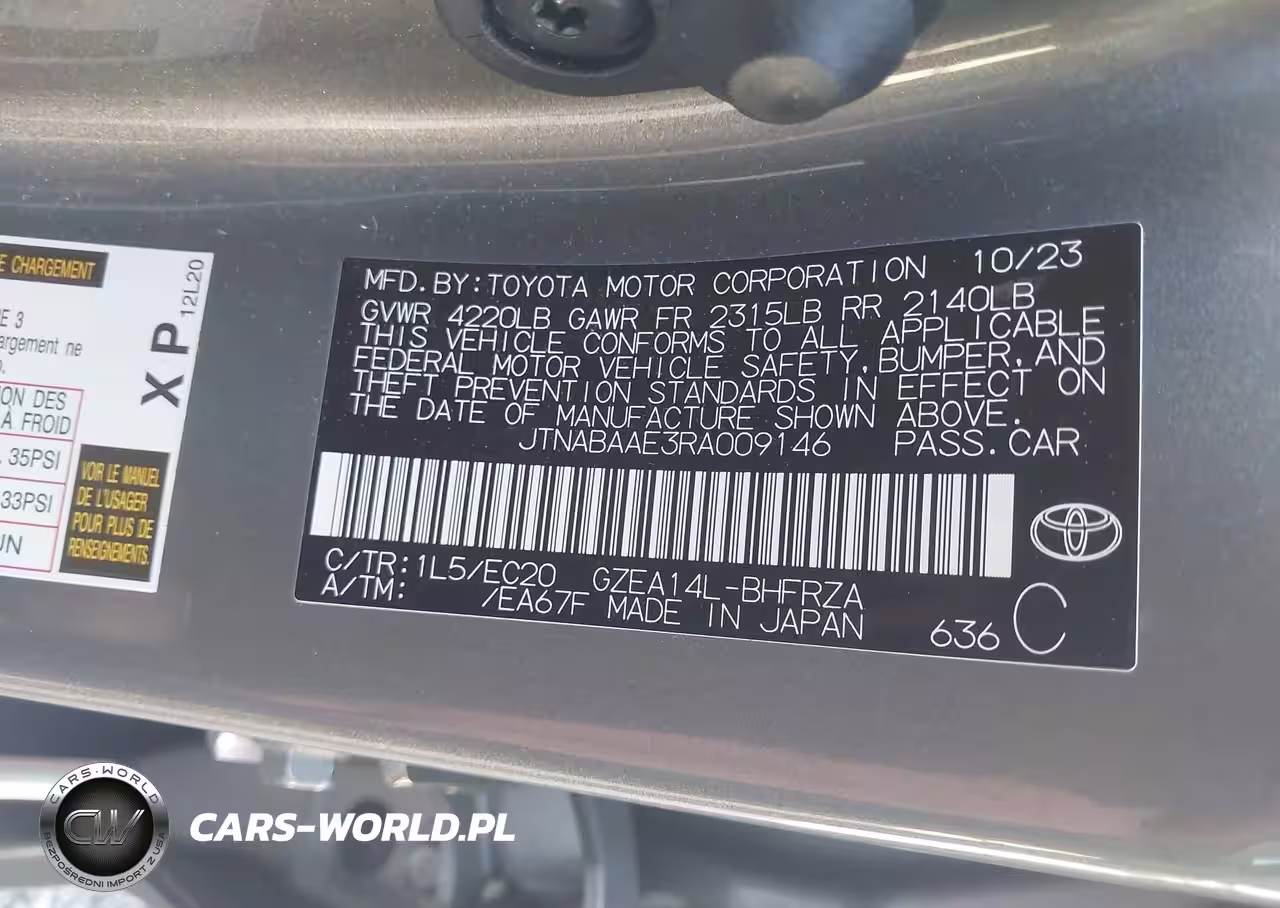 E CHARGEMENT
12L20
X P
E 3
argement ne
ION DES
À FROID
35PSI
33PSI
UN
VOIR LE MANUEL
DE L'USAGER
POUR PLUS DE
RENSEIGNEMENTS.
MFD.BY:TOYOTA MOTOR CORPORATION 10/23
GVWR 4220LB GAWR FR 2315LB RR 2140LB
THIS VEHICLE CONFORMS TO ALL APPLICABLE
FEDERAL MOTOR VEHICLE SAFETY,BUMPER,AND
THEFT PREVENTION STANDARDS IN EFFECT ON
THE DATE OF MANUFACTURE SHOWN ABOVE.
JTNABAAE3RA009146 PASS.CAR
C/TR:1L5/EC20 GZEA14L-BHFRZA
A/TM: /EA67F MADE IN JAPAN
636 C
CARS-WORLD
CW
BEZPOŚREDNI IMPORT Z USA
CARS-WORLD.PL